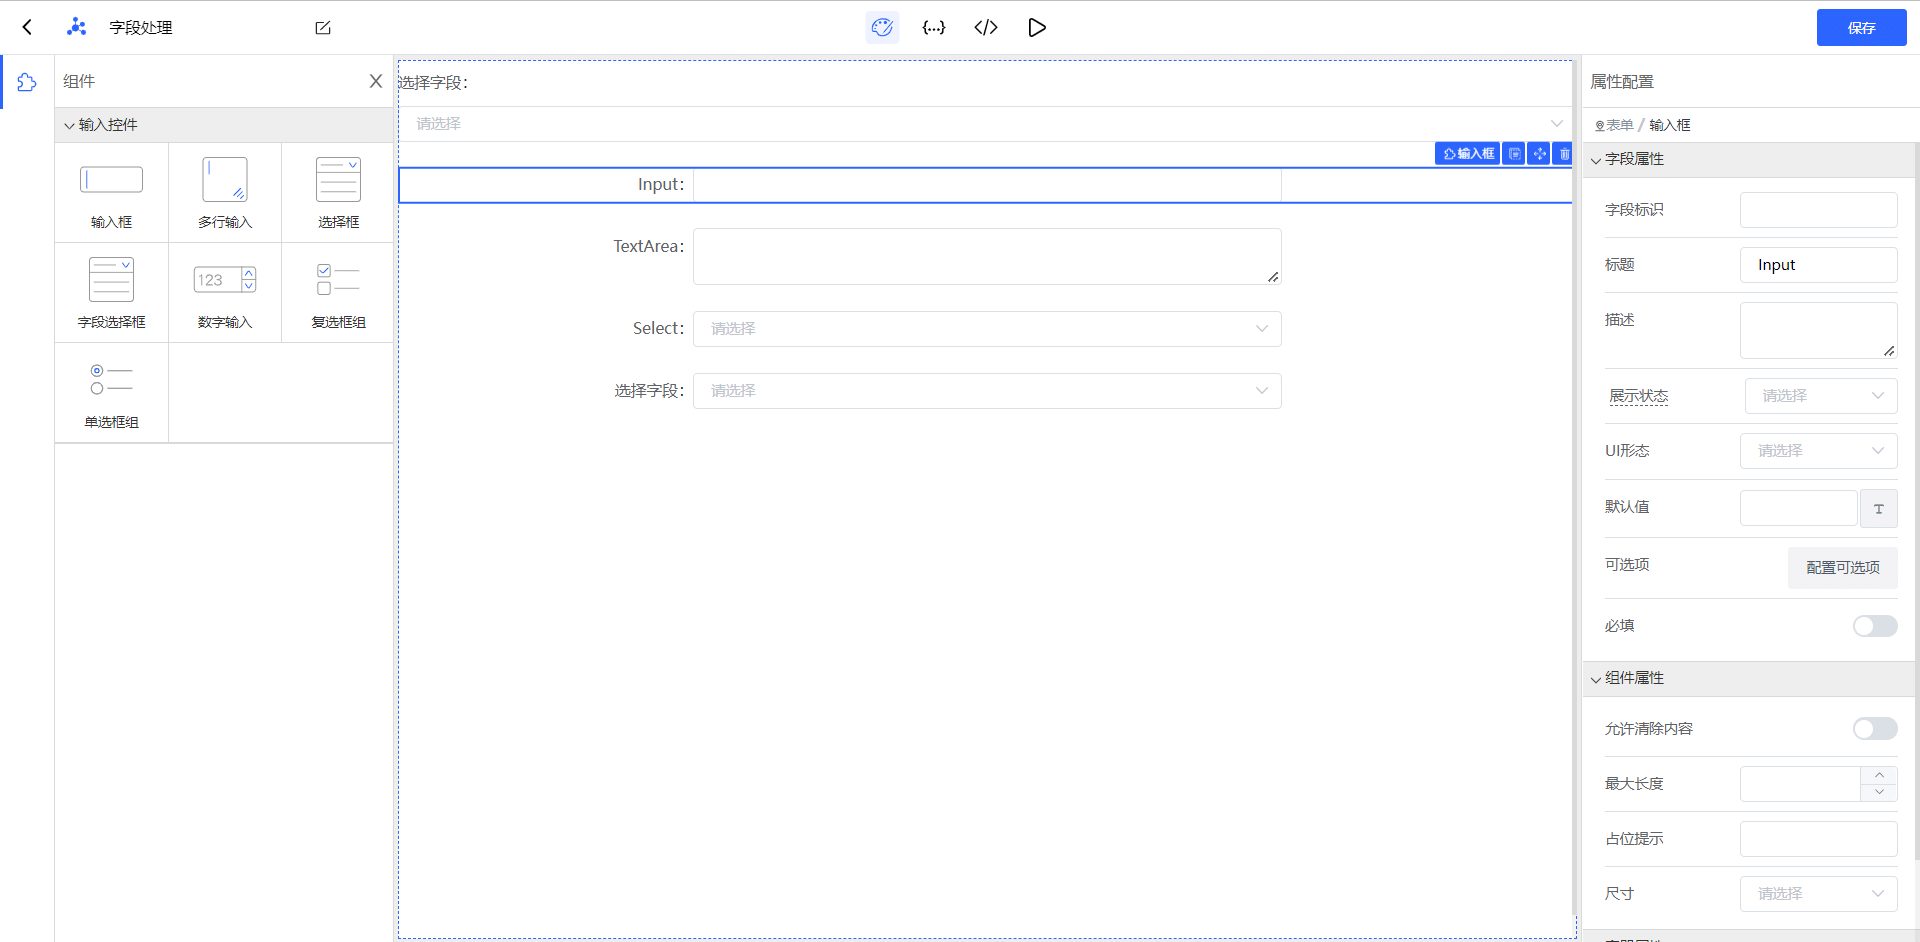 字段处理
{...}
</>
保存
组件
X
输入控件
输入框
多行输入
选择框
字段选择框
123
数字输入
复选框组
单选框组
选择字段：
请选择
输入框
Input：
TextArea：
Select：
请选择
选择字段：
请选择
属性配置
表单 / 输入框
字段属性
字段标识
标题
Input
描述
展示状态
请选择
UI形态
请选择
默认值
T
可选项
配置可选项
必填
组件属性
允许清除内容
最大长度
占位提示
尺寸
请选择